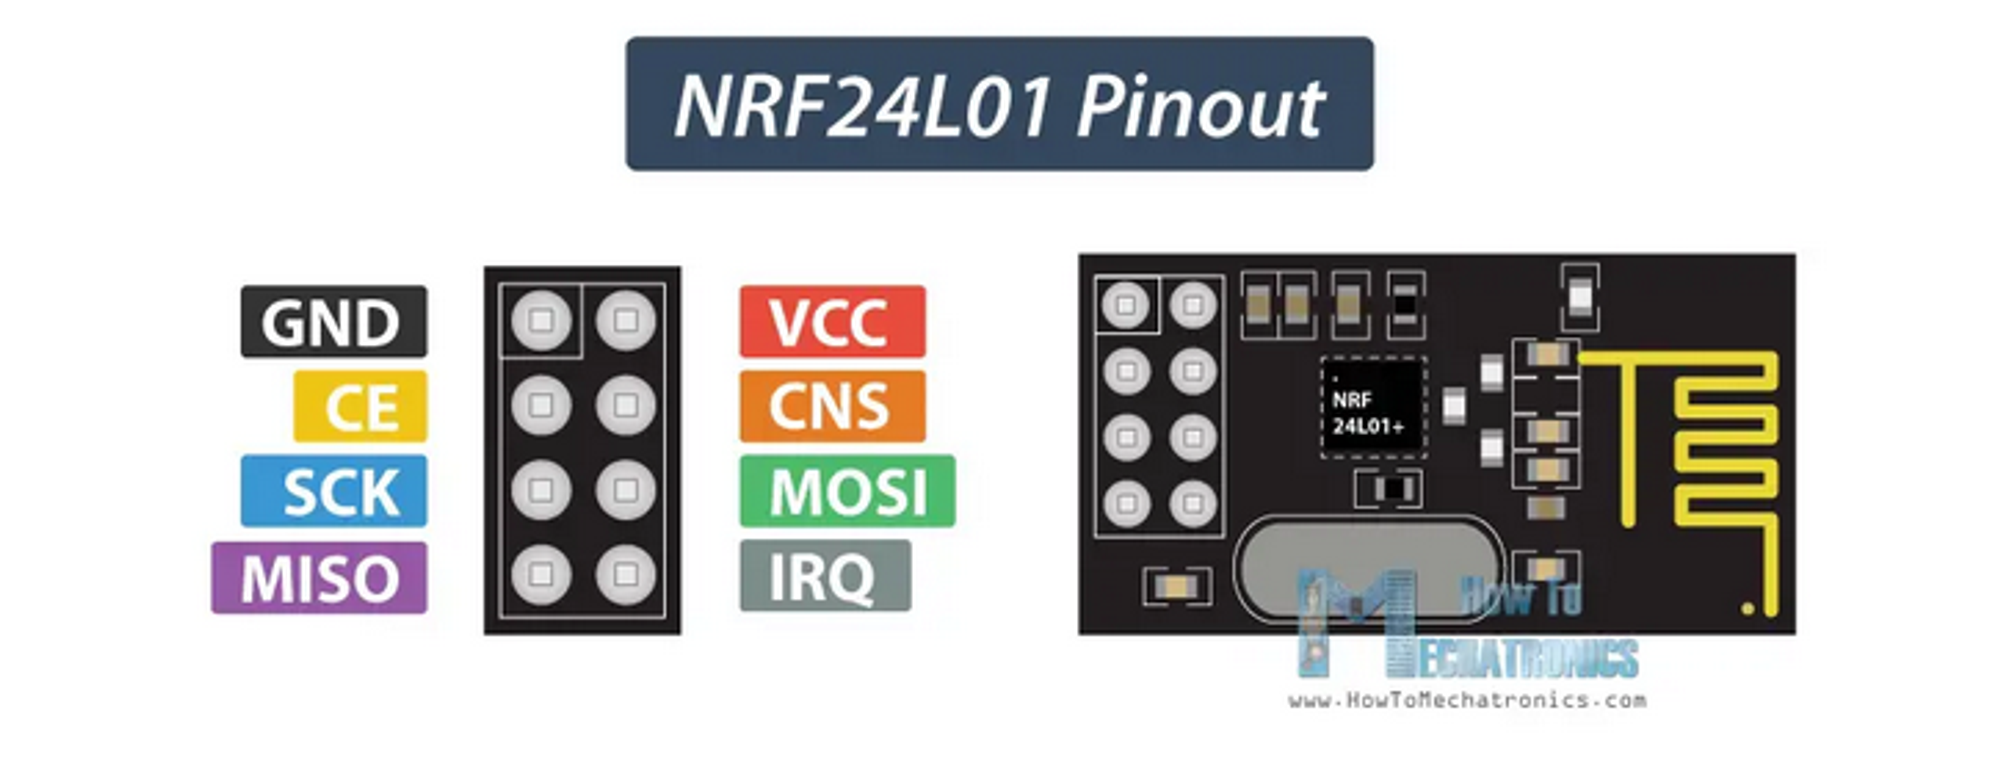 NRF24L01 Pinout
GND VCC
CE CNS
SCK MOSI
MISO IRQ
NRF
24L01+
How To
MECHATRONICS
www.HowToMechatronics.com